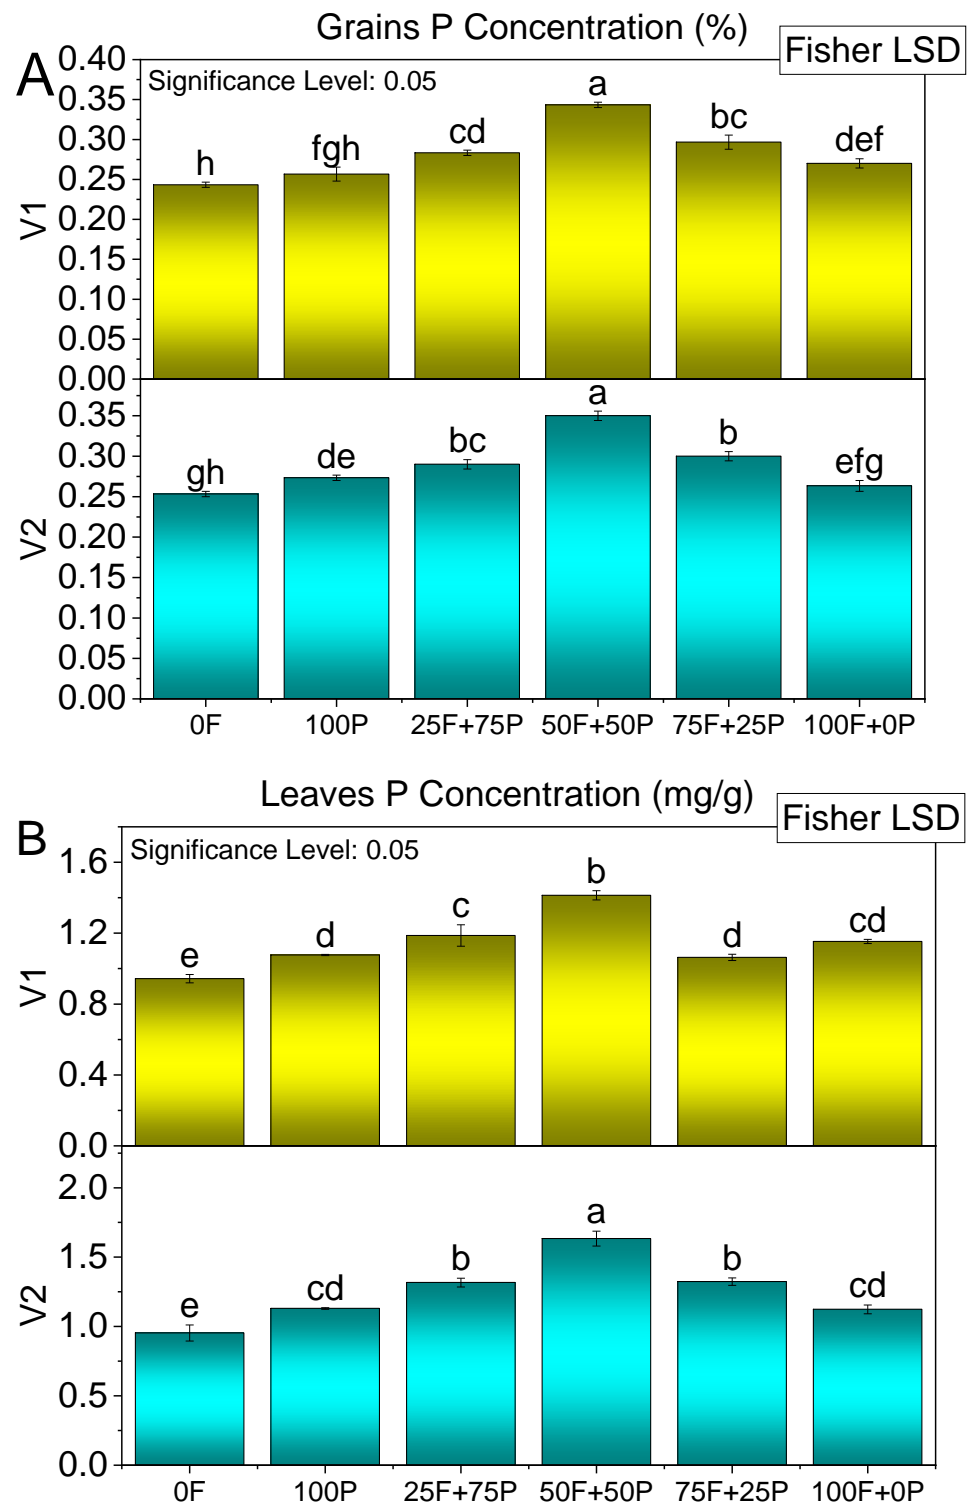 Grains P Concentration (%)
Fisher LSD
A
Significance Level: 0.05
0.40
0.35
0.30
0.25
0.20
0.15
0.10
0.05
0.00
V1
h
fgh
cd
a
bc
def
0.35
0.30
0.25
0.20
0.15
0.10
0.05
0.00
V2
gh
de
bc
a
b
efg
0F 100P 25F+75P 50F+50P 75F+25P 100F+0P
Leaves P Concentration (mg/g)
Fisher LSD
B
Significance Level: 0.05
1.6
1.2
0.8
0.4
0.0
V1
e
d
c
b
d
cd
2.0
1.5
1.0
0.5
0.0
V2
e
cd
b
a
b
cd
0F 100P 25F+75P 50F+50P 75F+25P 100F+0P